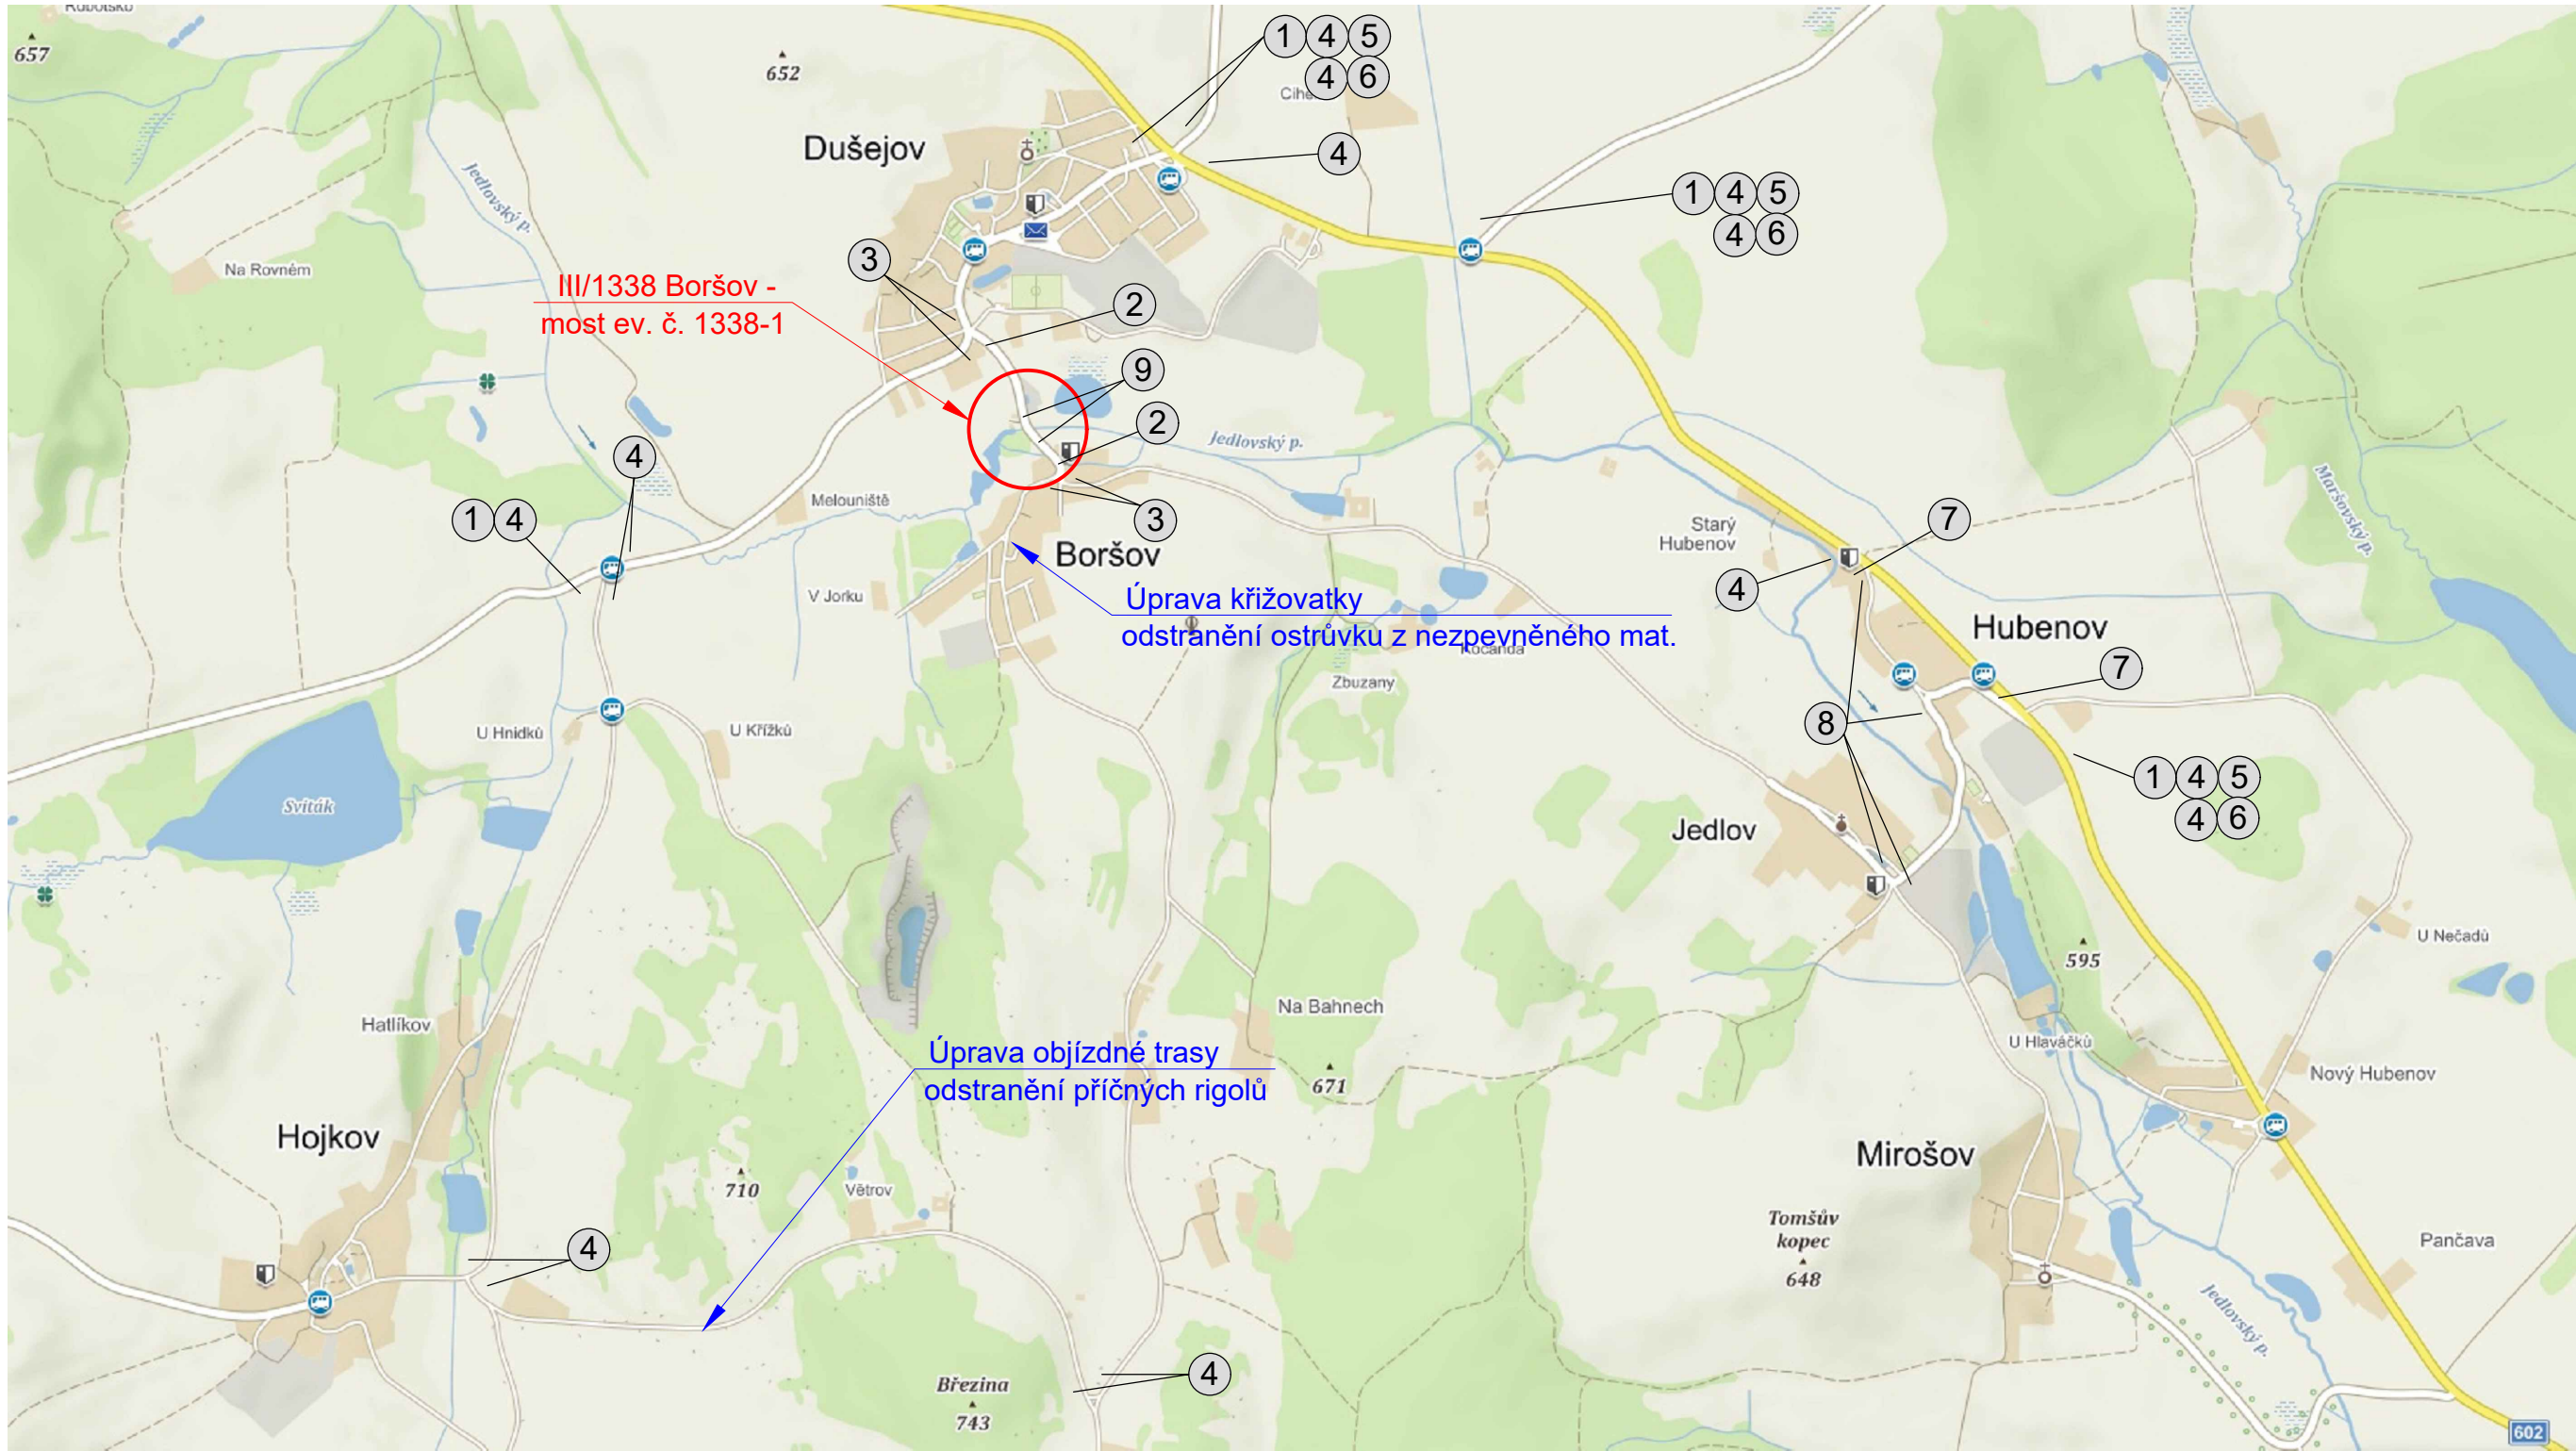 Robotsko
657
652
1 4 5
4 6
Cihe
Dušejov
4
Jedlovský p.
1 4 5
4 6
Na Rovném
3
III/1338 Boršov -
most ev. č. 1338-1
2
9
2
Jedlovský p.
4
Melouniště
1 4
3
Starý
Hubenov
7
Maršovský p.
Boršov
4
V Jorku
Úprava křižovatky
odstranění ostrůvku z nezpevněného mat.
Kocanda
Hubenov
Zbuzany
7
8
U Hnidků
U Křížků
1 4 5
4 6
Sviták
Jedlov
U Nečadů
595
Na Bahnech
Hatlíkov
U Hlaváčků
Úprava objízdné trasy
odstranění příčných rigolů
671
Nový Hubenov
Hojkov
Mirošov
710
Větrov
Tomšův
kopec
648
Pančava
4
Jedlovský p.
4
Březina
743
602